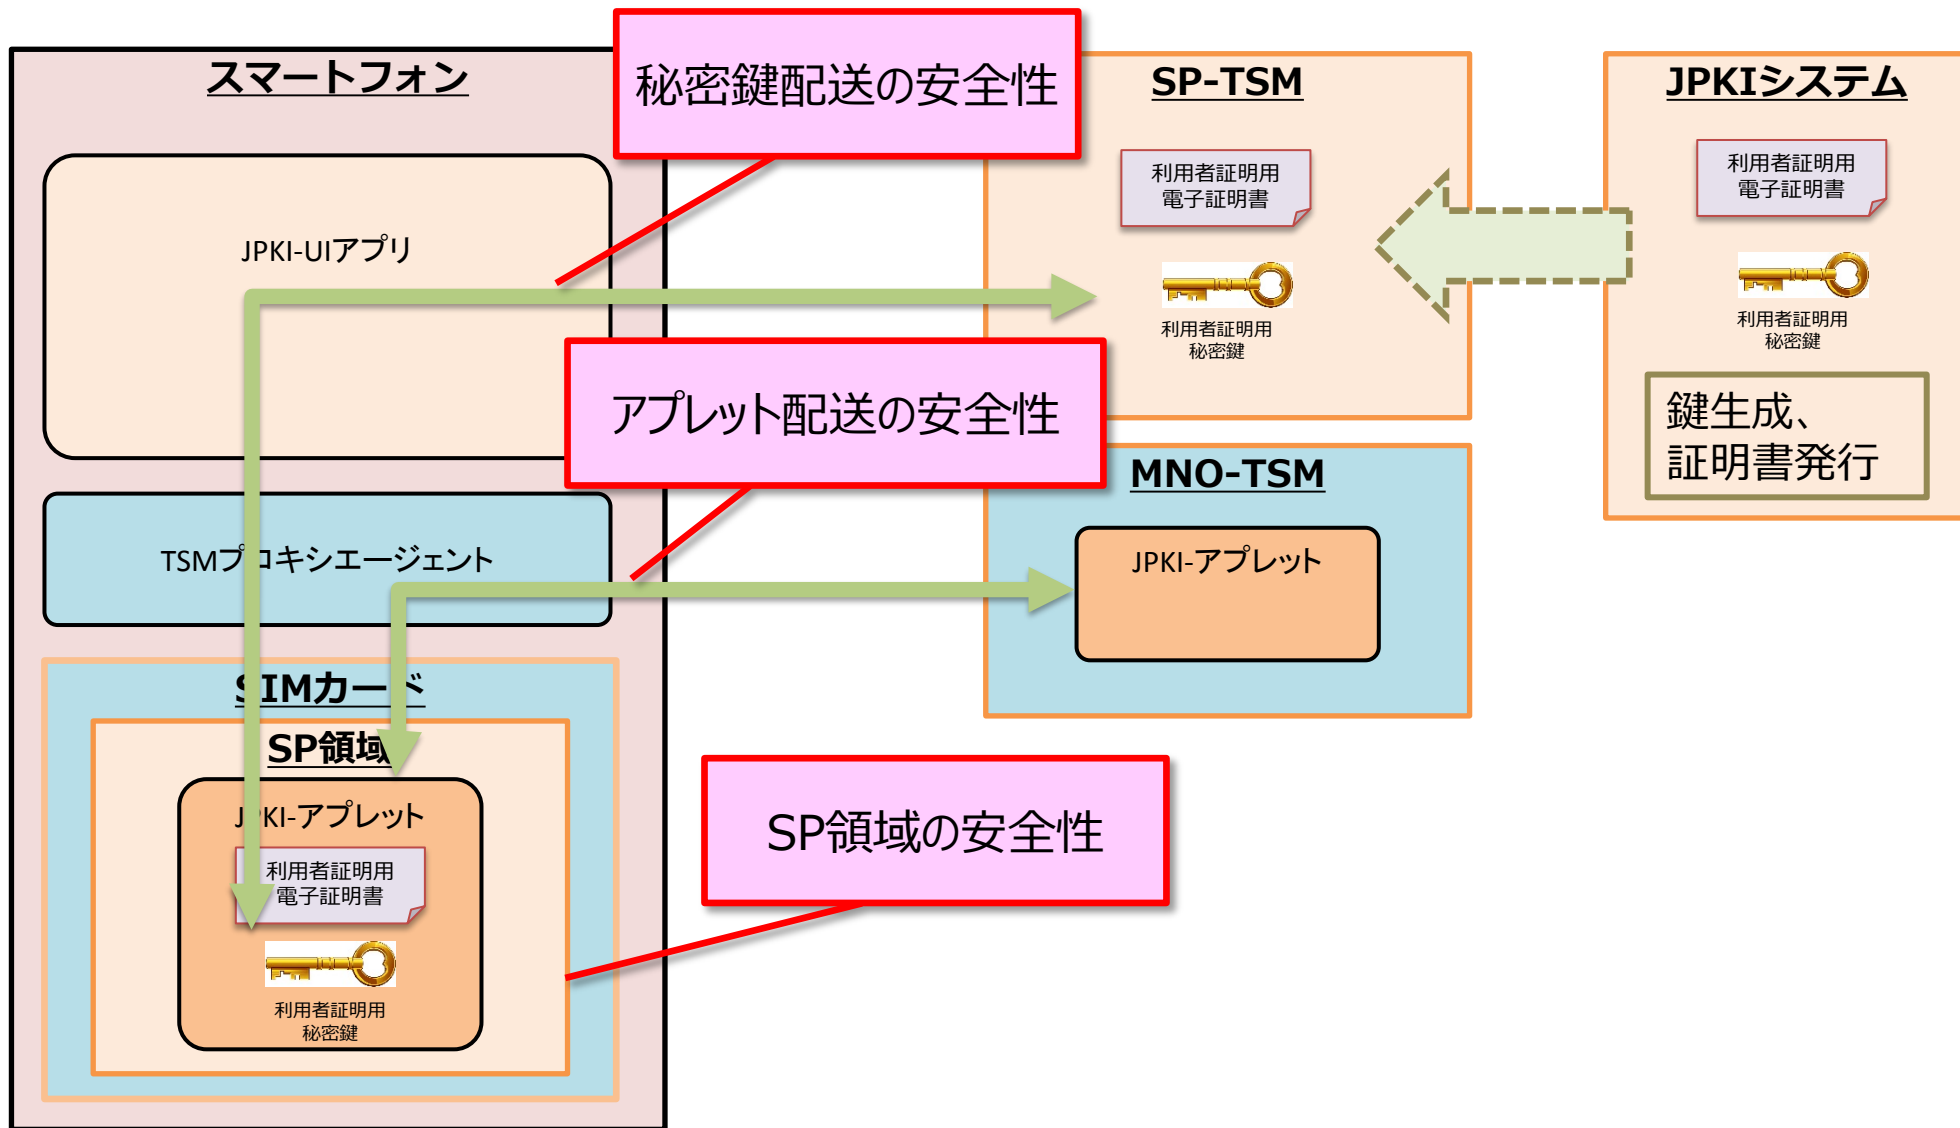 スマートフォン
秘密鍵配送の安全性
SP-TSM
JPKIシステム
利用者証明用
電子証明書
利用者証明用
秘密鍵
利用者証明用
電子証明書
利用者証明用
秘密鍵
鍵生成、
証明書発行
JPKI-UIアプリ
アプレット配送の安全性
MNO-TSM
JPKI-アプレット
TSMプロキシエージェント
SIMカード
SP領域
JPKI-アプレット
利用者証明用
電子証明書
利用者証明用
秘密鍵
SP領域の安全性